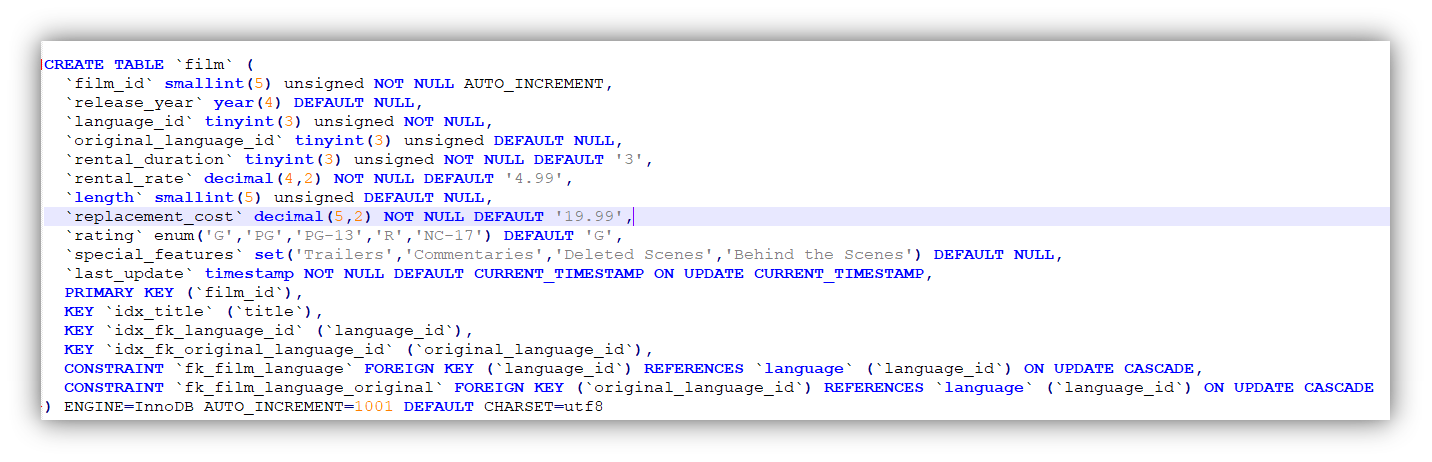 CREATE TABLE `film` (
`film_id` smallint(5) unsigned NOT NULL AUTO_INCREMENT,
`release_year` year(4) DEFAULT NULL,
`language_id` tinyint(3) unsigned NOT NULL,
`original_language_id` tinyint(3) unsigned DEFAULT NULL,
`rental_duration` tinyint(3) unsigned NOT NULL DEFAULT '3',
`rental_rate` decimal(4,2) NOT NULL DEFAULT '4.99',
`length` smallint(5) unsigned DEFAULT NULL,
`replacement_cost` decimal(5,2) NOT NULL DEFAULT '19.99',
`rating` enum('G','PG','PG-13','R','NC-17') DEFAULT 'G',
`special_features` set('Trailers','Commentaries','Deleted Scenes','Behind the Scenes') DEFAULT NULL,
`last_update` timestamp NOT NULL DEFAULT CURRENT_TIMESTAMP ON UPDATE CURRENT_TIMESTAMP,
PRIMARY KEY (`film_id`),
KEY `idx_title` (`title`),
KEY `idx_fk_language_id` (`language_id`),
KEY `idx_fk_original_language_id` (`original_language_id`),
CONSTRAINT `fk_film_language` FOREIGN KEY (`language_id`) REFERENCES `language` (`language_id`) ON UPDATE CASCADE,
CONSTRAINT `fk_film_language_original` FOREIGN KEY (`original_language_id`) REFERENCES `language` (`language_id`) ON UPDATE CASCADE
) ENGINE=InnoDB AUTO_INCREMENT=1001 DEFAULT CHARSET=utf8